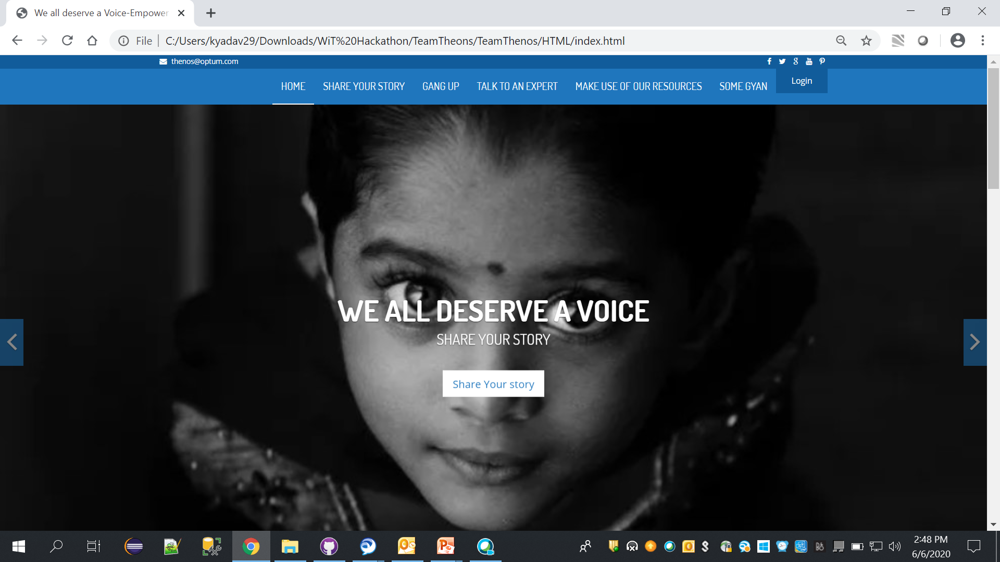 We all deserve a Voice-Empower
File
C:/Users/kyadav29/Downloads/WiT%20Hackathon/TeamTheons/TeamThenos/HTML/index.html
thenos@optum.com
HOME SHARE YOUR STORY GANG UP TALK TO AN EXPERT MAKE USE OF OUR RESOURCES SOME GYAN Login
WE ALL DESERVE A VOICE
SHARE YOUR STORY
Share Your story
2:48 PM
6/6/2020